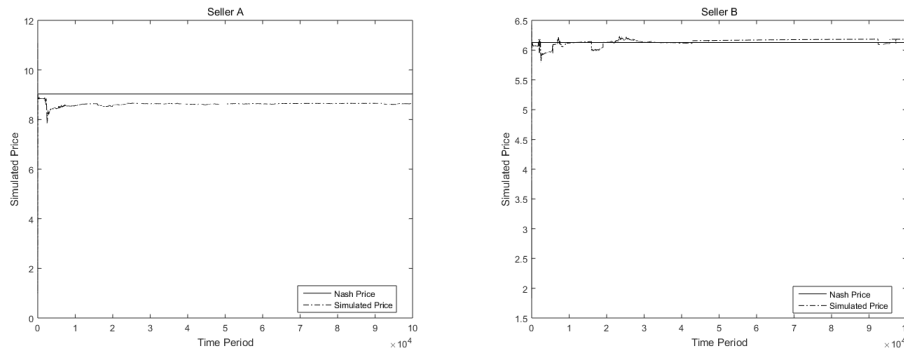 Seller A
12
10
8
6
4
2
0
Simulated Price
0 1 2 3 4 5 6 7 8 9 10
Time Period
×10⁴
Nash Price
Simulated Price
Seller B
6.5
6
5.5
5
4.5
4
3.5
3
2.5
2
1.5
Simulated Price
0 1 2 3 4 5 6 7 8 9 10
Time Period
×10⁴
Nash Price
Simulated Price